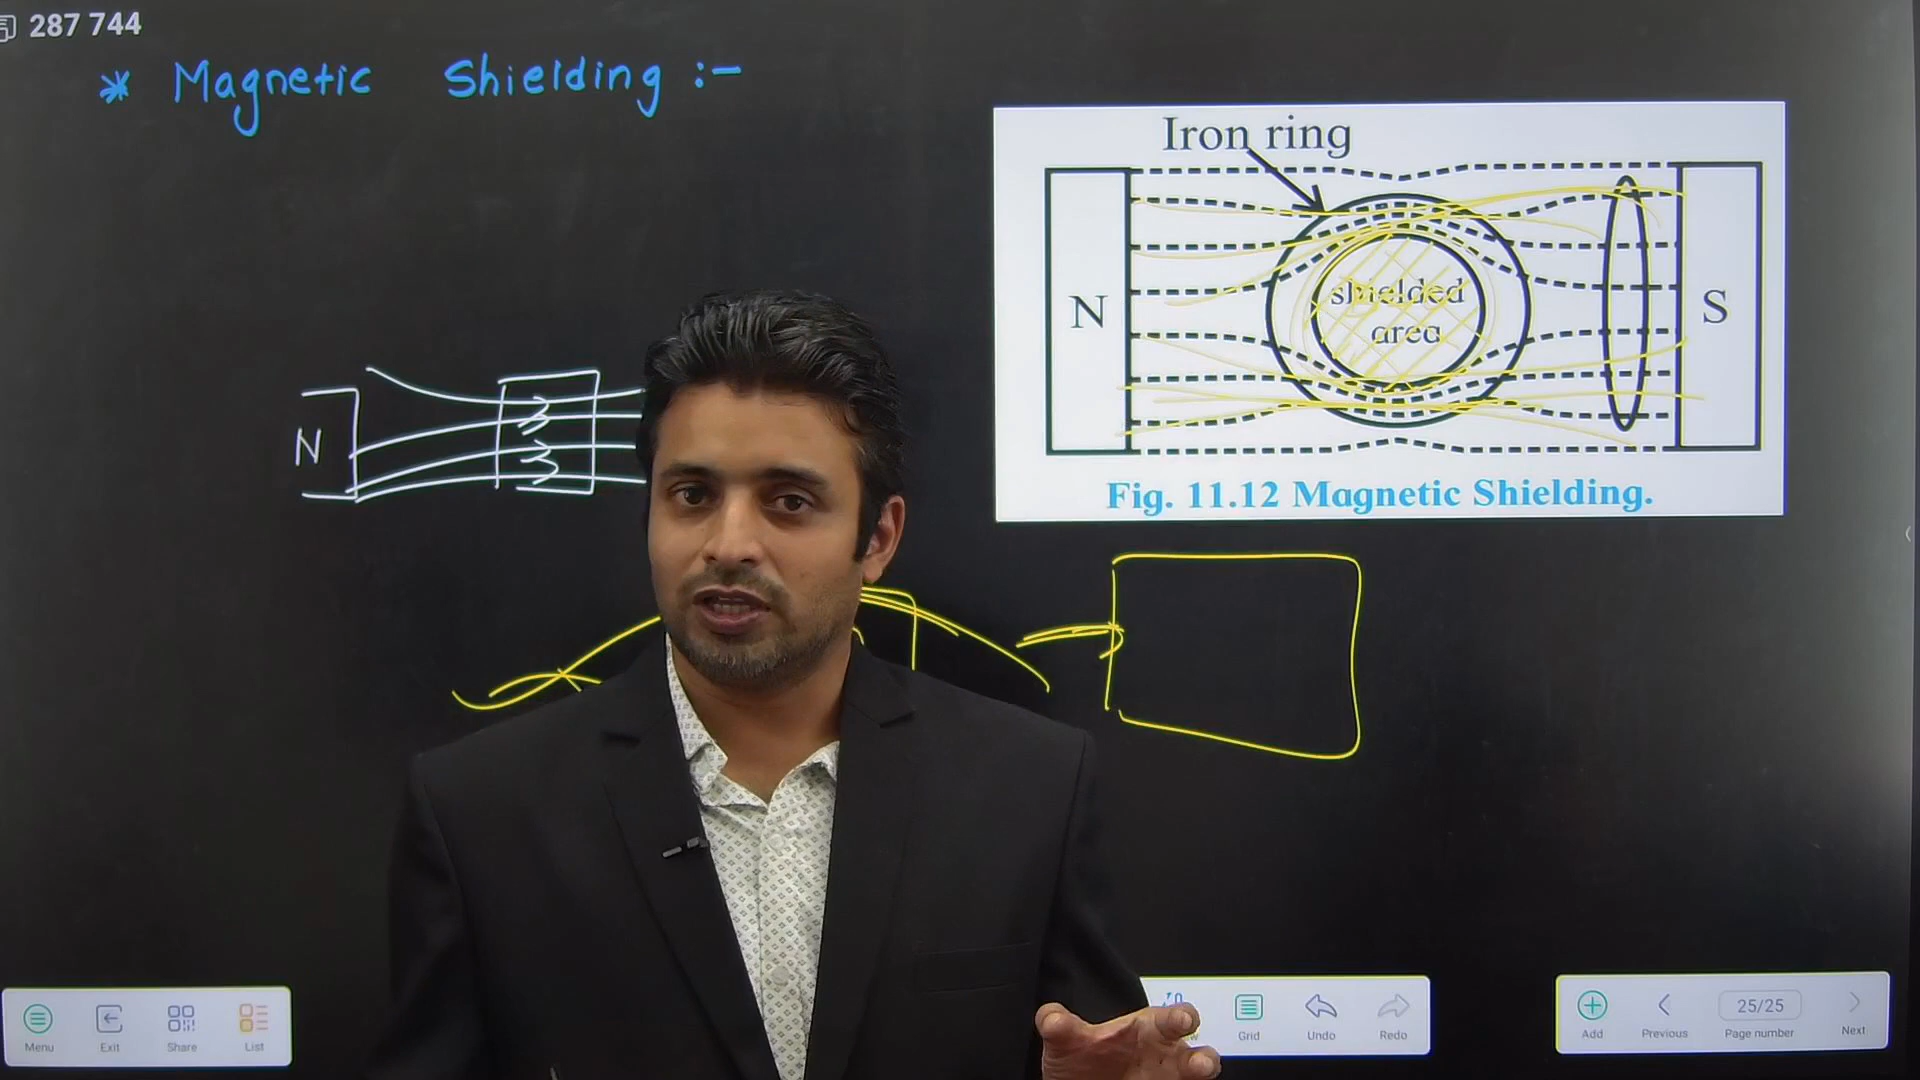 287 744
* Magnetic Shielding :-
Iron ring
N
shielded
area
S
Fig. 11.12 Magnetic Shielding.
N
Menu
Exit
Share
List
Grid
Undo
Redo
Add
Previous
25/25
Page number
Next